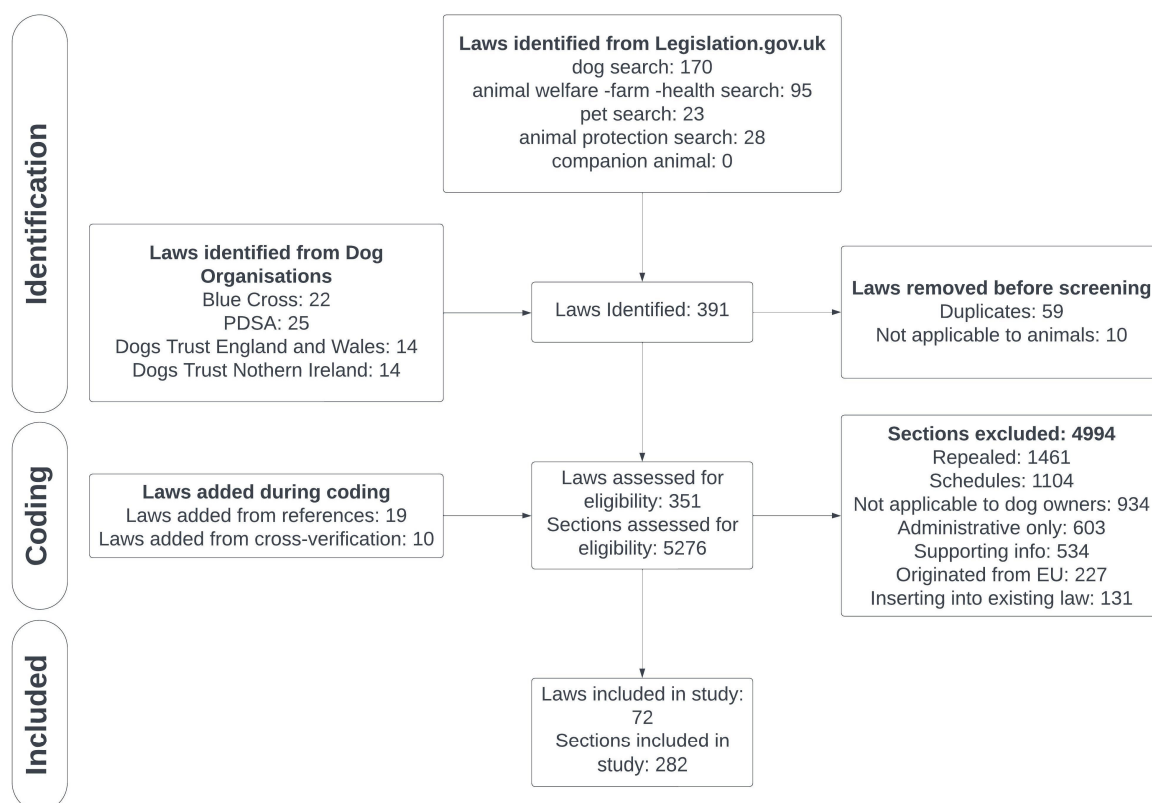 Identification
Laws identified from Legislation.gov.uk
dog search: 170
animal welfare -farm -health search: 95
pet search: 23
animal protection search: 28
companion animal: 0
Laws identified from Dog
Organisations
Blue Cross: 22
PDSA: 25
Dogs Trust England and Wales: 14
Dogs Trust Nothern Ireland: 14
Laws Identified: 391
Laws removed before screening
Duplicates: 59
Not applicable to animals: 10
Coding
Laws added during coding
Laws added from references: 19
Laws added from cross-verification: 10
Laws assessed for
eligibility: 351
Sections assessed for
eligibility: 5276
Sections excluded: 4994
Repealed: 1461
Schedules: 1104
Not applicable to dog owners: 934
Administrative only: 603
Supporting info: 534
Originated from EU: 227
Inserting into existing law: 131
Included
Laws included in study:
72
Sections included in
study: 282